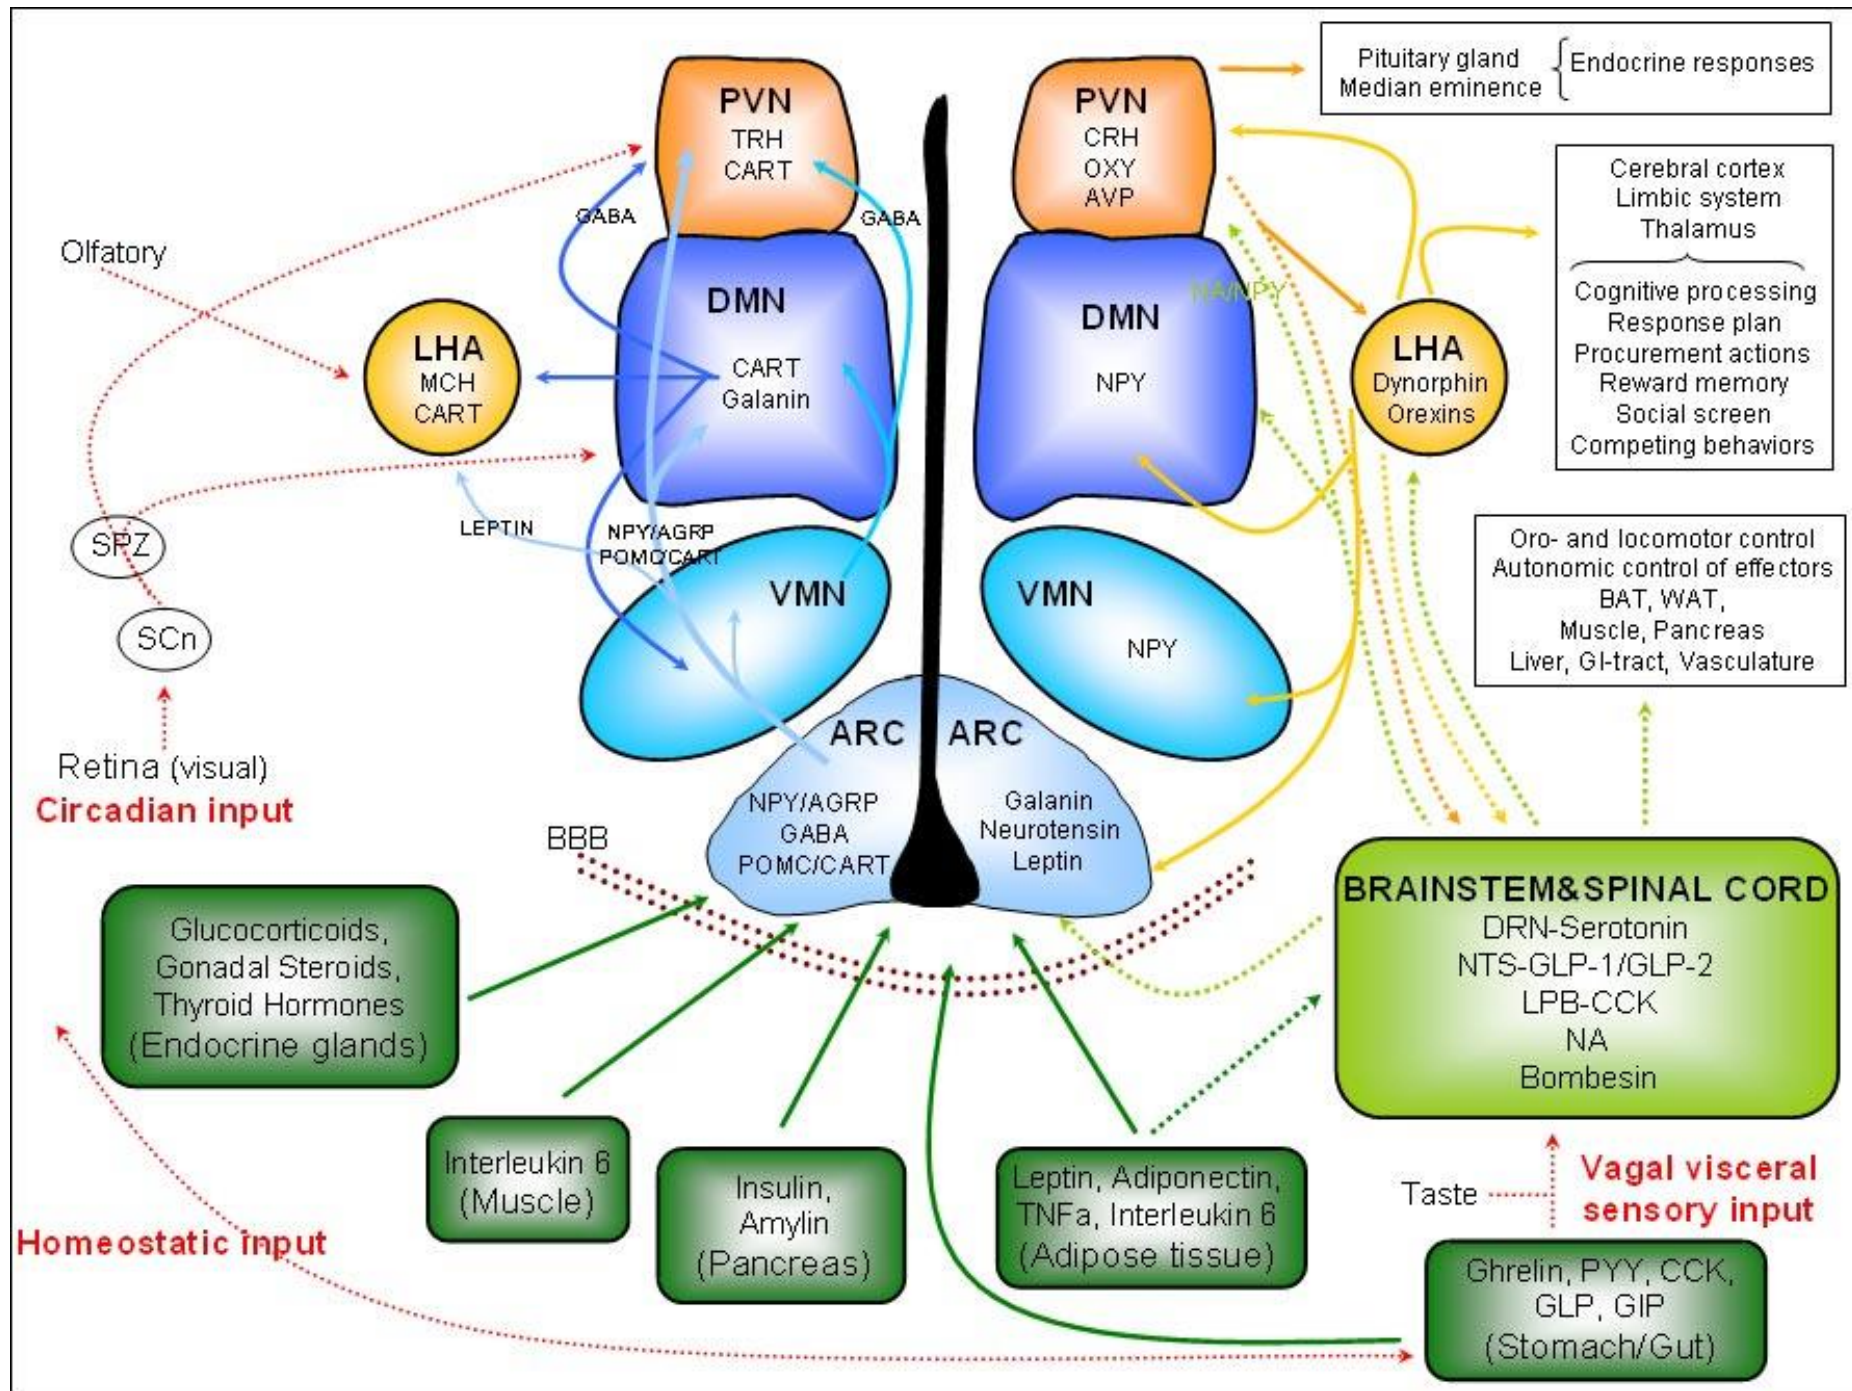 PVN
TRH
CART
PVN
CRH
OXY
AVP
Pituitary gland
Median eminence
Endocrine responses
Cerebral cortex
Limbic system
Thalamus
Cognitive processing
Response plan
Procurement actions
Reward memory
Social screen
Competing behaviors
GABA
GABA
Olfatory
DMN
CART
Galanin
DMN
NPY
NA/NPY
LHA
MCH
CART
LHA
Dynorphin
Orexins
LEPTIN
NPY/AGRP
POMC/CART
SPZ
SCn
VMN
VMN
NPY
Oro- and locomotor control
Autonomic control of effectors
BAT, WAT,
Muscle, Pancreas
Liver, GI-tract, Vasculature
Retina (visual)
Circadian input
ARC
NPY/AGRP
GABA
POMC/CART
ARC
Galanin
Neurotensin
Leptin
BBB
BRAINSTEM&SPINAL CORD
DRN-Serotonin
NTS-GLP-1/GLP-2
LPB-CCK
NA
Bombesin
Glucocorticoids,
Gonadal Steroids,
Thyroid Hormones
(Endocrine glands)
Interleukin 6
(Muscle)
Insulin,
Amylin
(Pancreas)
Leptin, Adiponectin,
TNFa, Interleukin 6
(Adipose tissue)
Taste
Vagal visceral
sensory input
Homeostatic input
Ghrelin, PYY, CCK,
GLP, GIP
(Stomach/Gut)